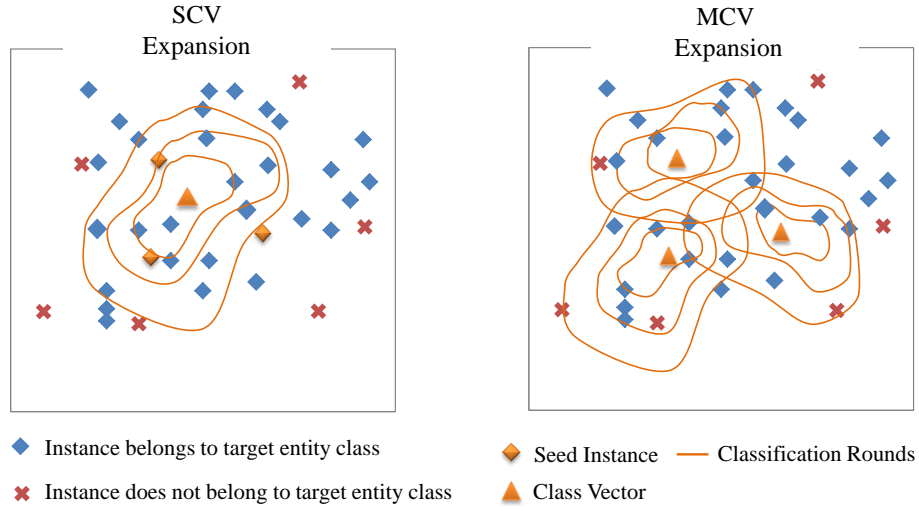 SCV
Expansion
MCV
Expansion
Instance belongs to target entity class
Instance does not belong to target entity class
Seed Instance
Classification Rounds
Class Vector